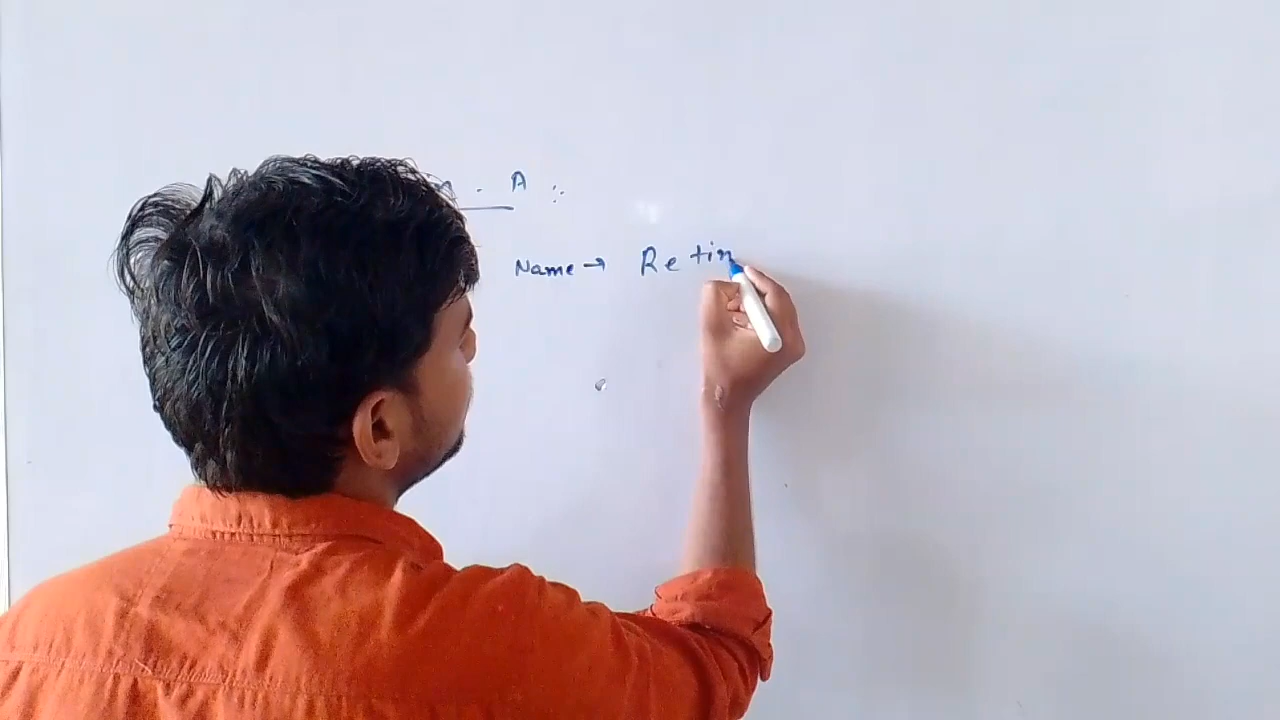 A :-
Name → Retin